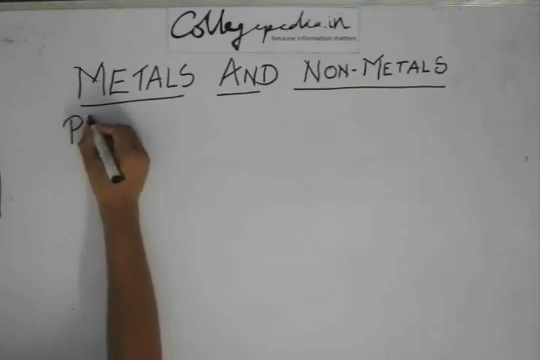 Collegepedia.in
because information matters
METALS AND NON-METALS
P